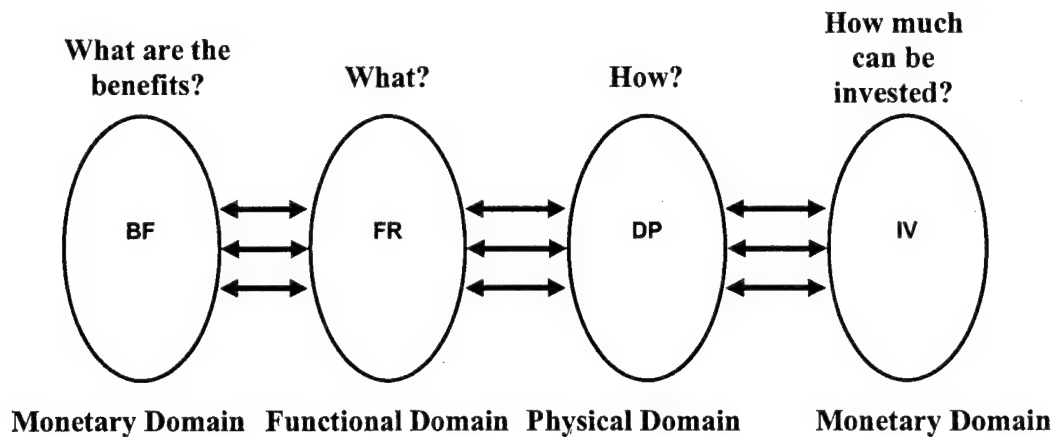 What are the
benefits?
What?
How?
How much
can be
invested?
BF
FR
DP
IV
Monetary Domain
Functional Domain
Physical Domain
Monetary Domain